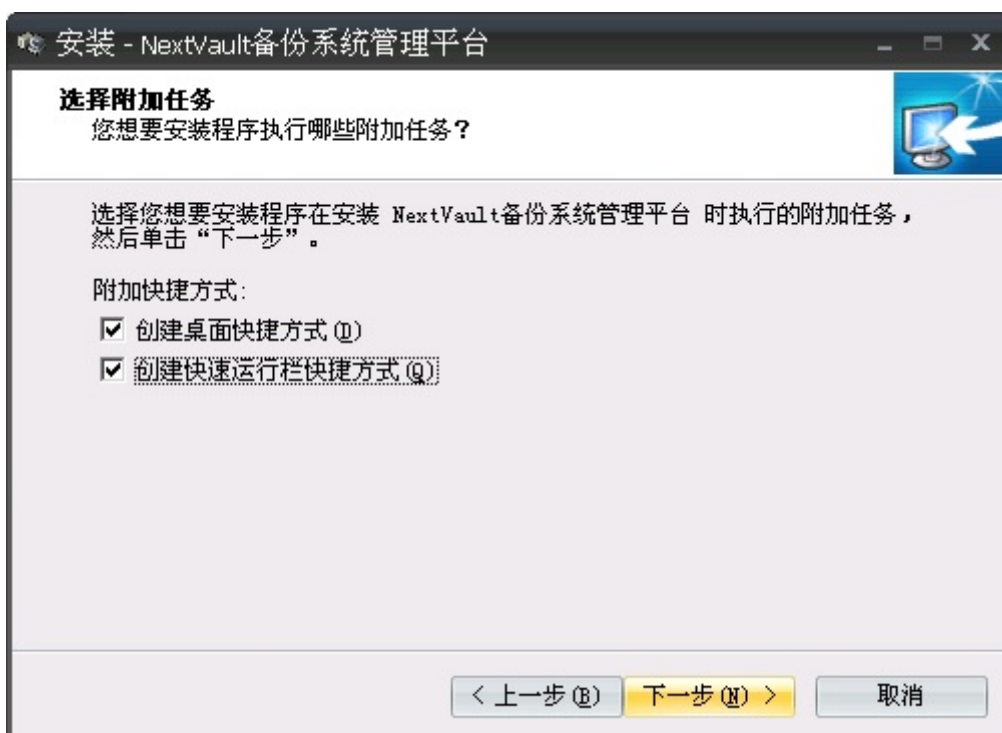 安装 - NextVault备份系统管理平台
选择附加任务
您想要安装程序执行哪些附加任务?
选择您想要安装程序在安装 NextVault备份系统管理平台 时执行的附加任务,
然后单击“下一步”。
附加快捷方式:
创建桌面快捷方式(D)
创建快速运行栏快捷方式(Q)
< 上一步(B) 下一步(N) > 取消